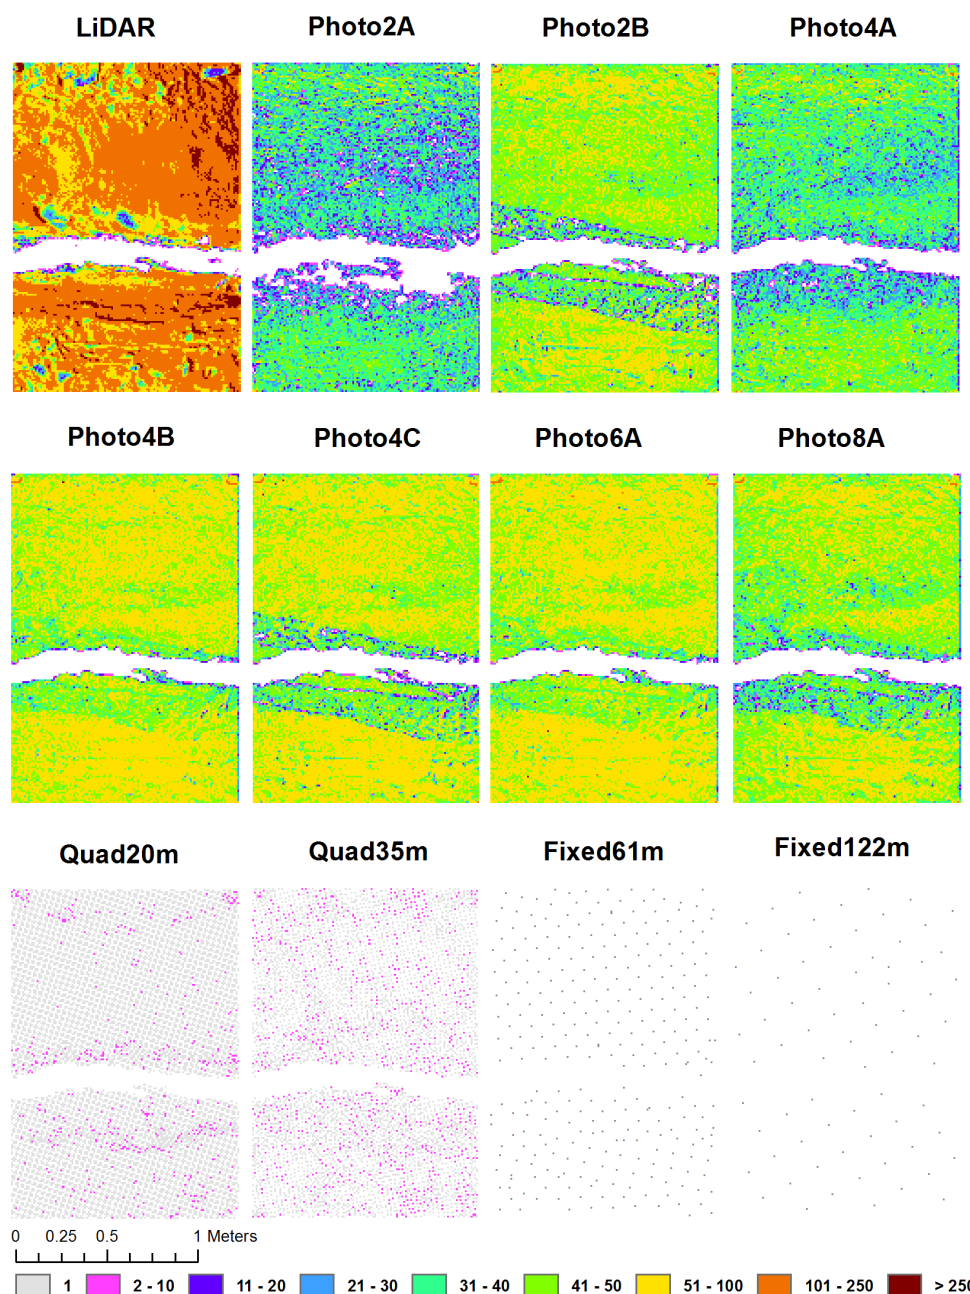 LiDAR Photo2A Photo2B Photo4A
Photo4B Photo4C Photo6A Photo8A
Quad20m Quad35m Fixed61m Fixed122m
0 0.25 0.5 1 Meters
1 2 - 10 11 - 20 21 - 30 31 - 40 41 - 50 51 - 100 101 - 250 > 250